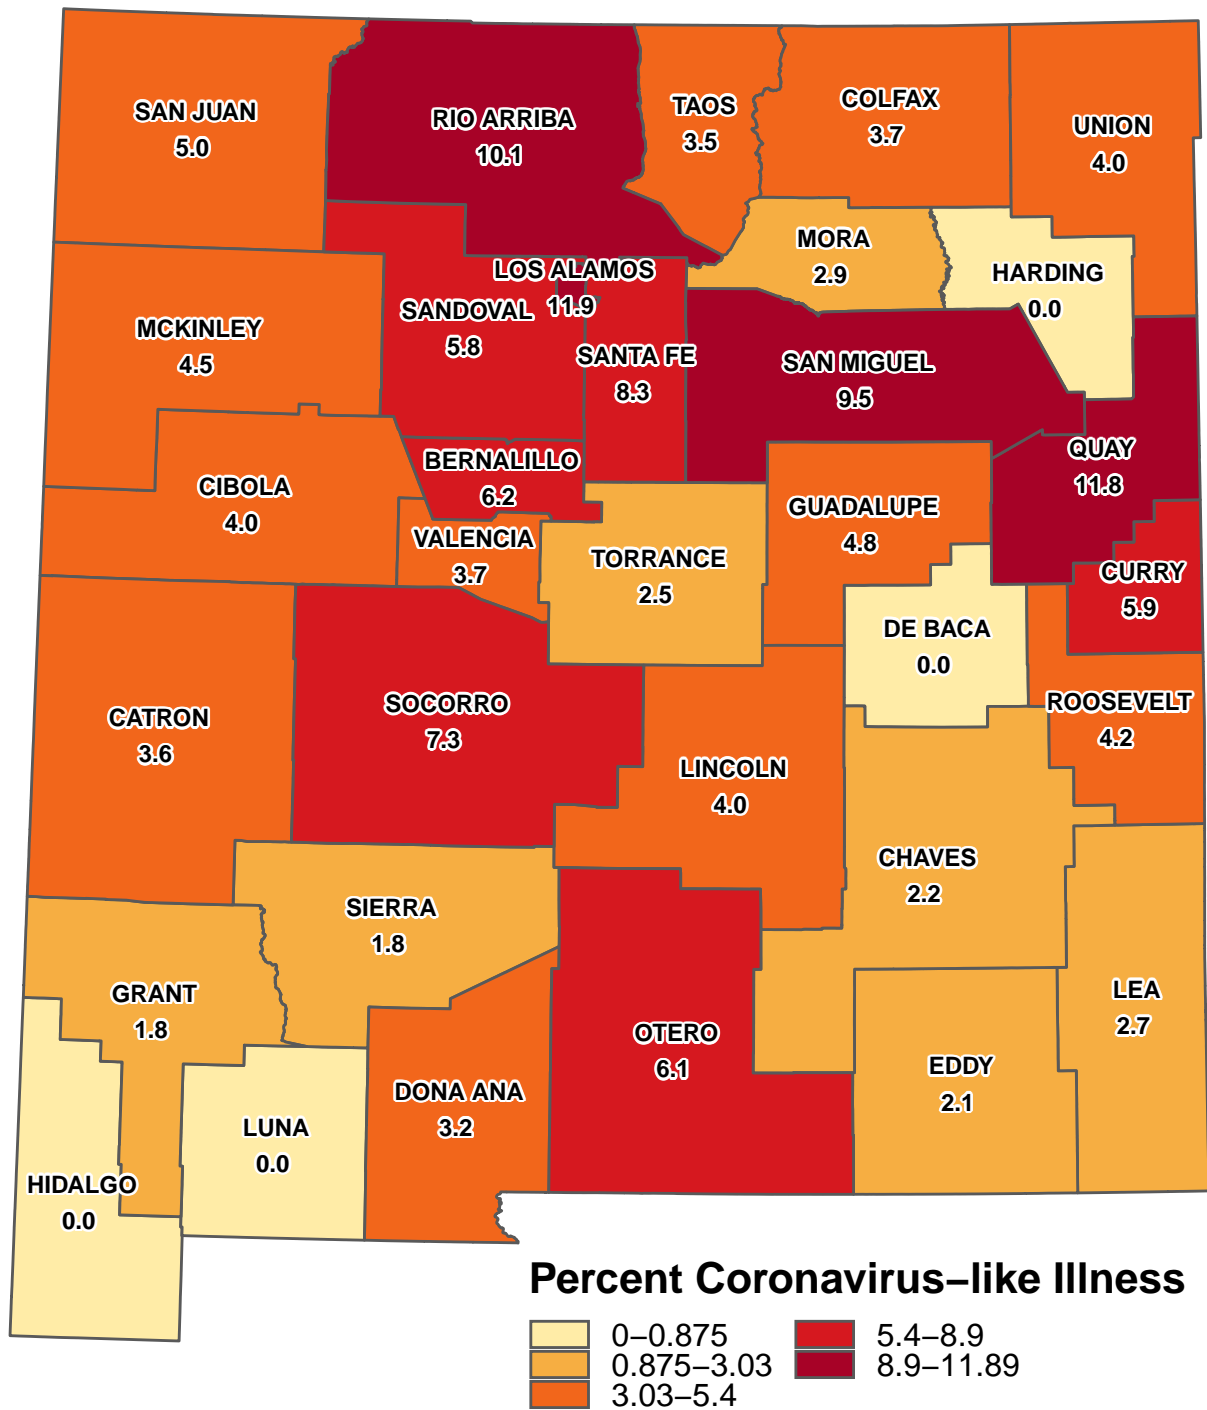 SAN JUAN
5.0
RIO ARRIBA
10.1
TAOS
3.5
COLFAX
3.7
UNION
4.0
MORA
2.9
HARDING
0.0
LOS ALAMOS
11.9
SANDOVAL
5.8
MCKINLEY
4.5
SANTA FE
8.3
SAN MIGUEL
9.5
QUAY
11.8
BERNALILLO
6.2
CIBOLA
4.0
GUADALUPE
4.8
VALENCIA
3.7
TORRANCE
2.5
CURRY
5.9
DE BACA
0.0
CATRON
3.6
SOCORRO
7.3
ROOSEVELT
4.2
LINCOLN
4.0
CHAVES
2.2
SIERRA
1.8
GRANT
1.8
LEA
2.7
OTERO
6.1
EDDY
2.1
DONA ANA
3.2
LUNA
0.0
HIDALGO
0.0
Percent Coronavirus–like Illness
0–0.875
0.875–3.03
3.03–5.4
5.4–8.9
8.9–11.89